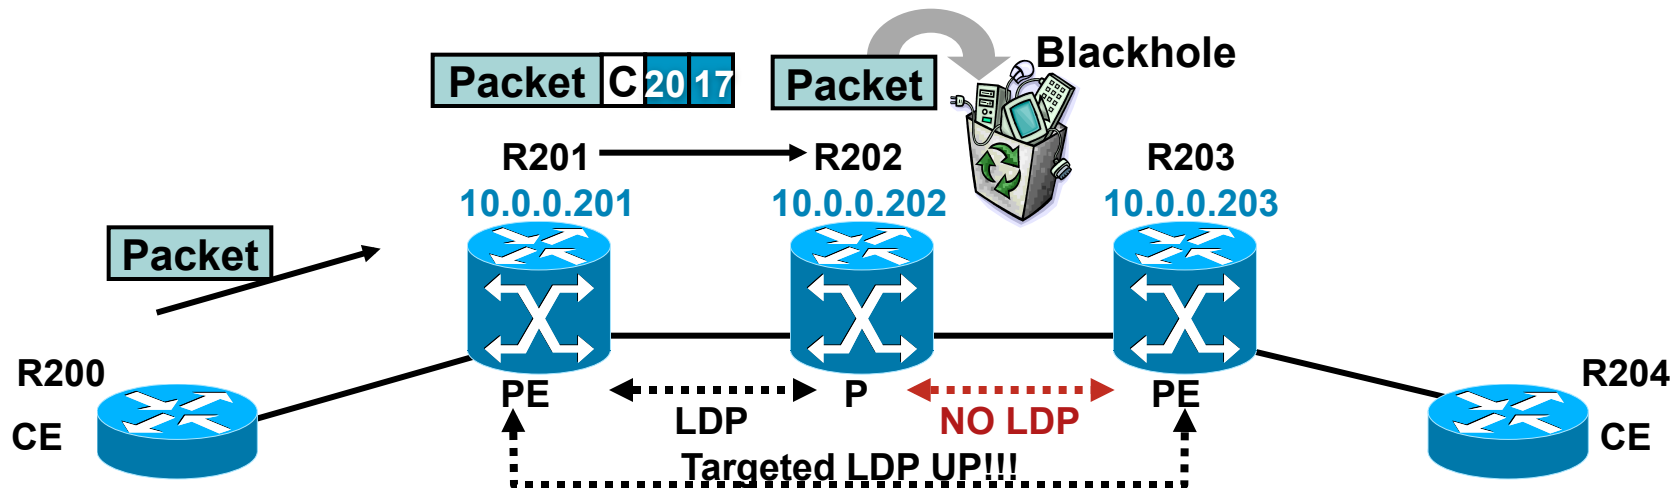 Blackhole
Packet C 20 17
Packet
R201
R202
R203
10.0.0.201
10.0.0.202
10.0.0.203
Packet
R200
CE
PE
LDP
P
NO LDP
PE
R204
CE
Targeted LDP UP!!!